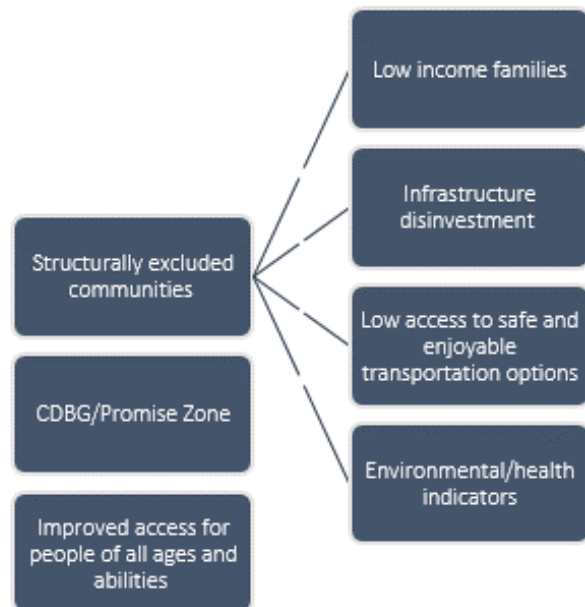 Structurally excluded
communities
CDBG/Promise Zone
Improved access for
people of all ages and
abilities
Low income families
Infrastructure
disinvestment
Low access to safe and
enjoyable
transportation options
Environmental/health
indicators